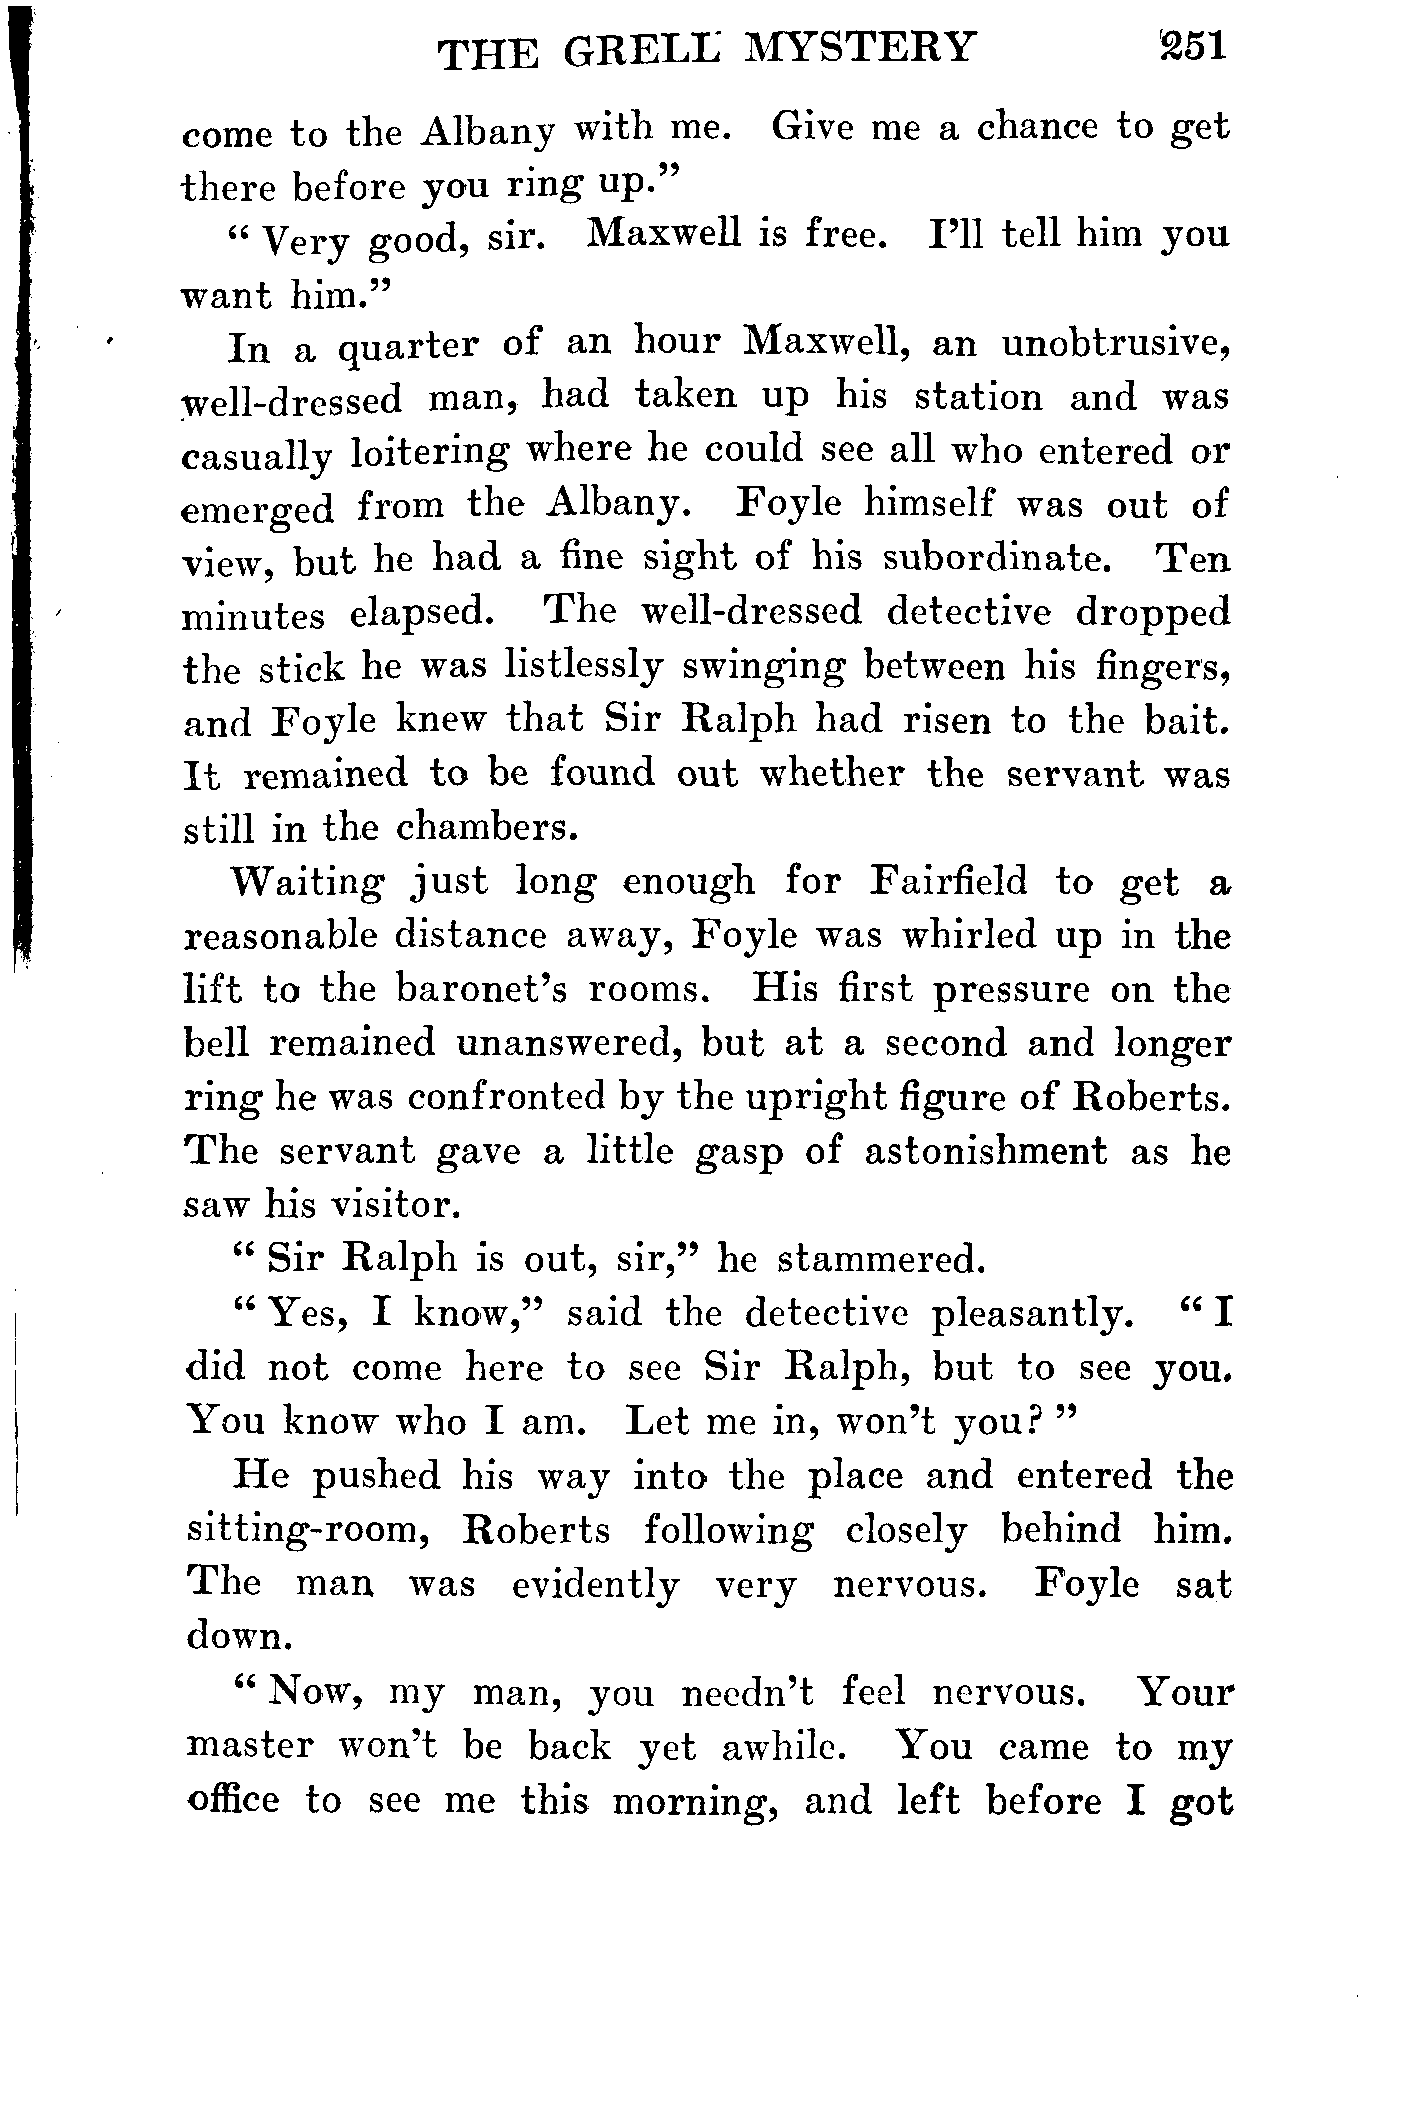 THE GRELL MYSTERY 251
come to the Albany with me. Give me a chance to get
there before you ring up.”
“ Very good, sir. Maxwell is free. I’ll tell him you
want him.”
In a quarter of an hour Maxwell, an unobtrusive,
well-dressed man, had taken up his station and was
casually loitering where he could see all who entered or
emerged from the Albany. Foyle himself was out of
view, but he had a fine sight of his subordinate. Ten
minutes elapsed. The well-dressed detective dropped
the stick he was listlessly swinging between his fingers,
and Foyle knew that Sir Ralph had risen to the bait.
It remained to be found out whether the servant was
still in the chambers.
Waiting just long enough for Fairfield to get a
reasonable distance away, Foyle was whirled up in the
lift to the baronet’s rooms. His first pressure on the
bell remained unanswered, but at a second and longer
ring he was confronted by the upright figure of Roberts.
The servant gave a little gasp of astonishment as he
saw his visitor.
“ Sir Ralph is out, sir,” he stammered.
“ Yes, I know,” said the detective pleasantly. “ I
did not come here to see Sir Ralph, but to see you.
You know who I am. Let me in, won’t you? ”
He pushed his way into the place and entered the
sitting-room, Roberts following closely behind him.
The man was evidently very nervous. Foyle sat
down.
“ Now, my man, you needn’t feel nervous. Your
master won’t be back yet awhile. You came to my
office to see me this morning, and left before I got